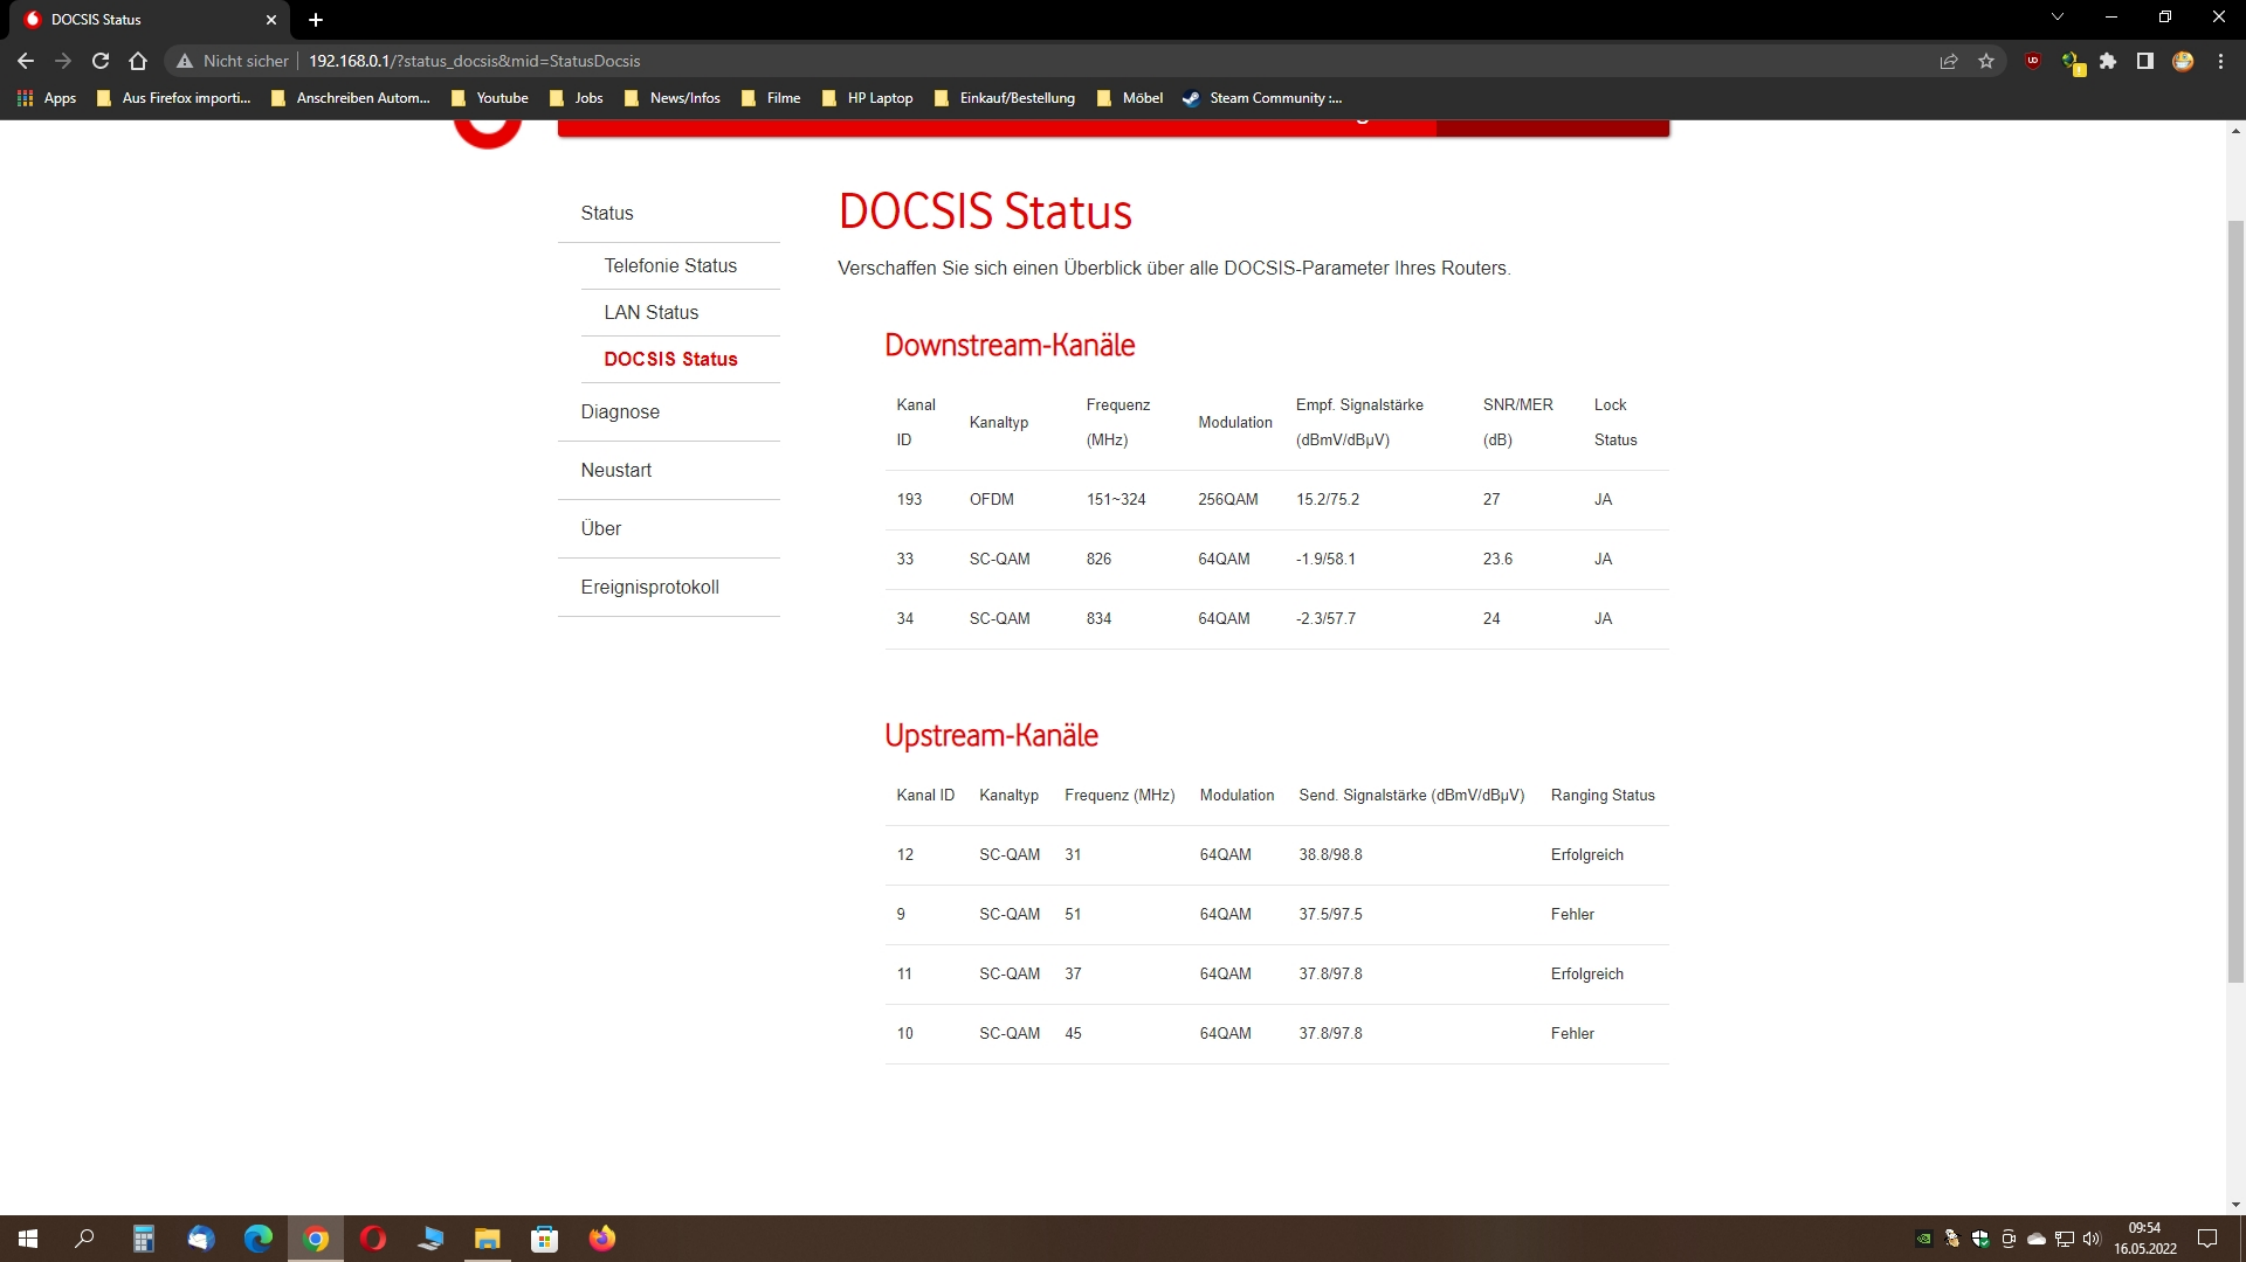 DOCSIS Status
Nicht sicher 192.168.0.1/?status_docsis&mid=StatusDocsis
Apps Aus Firefox importi... Anschreiben Autom... Youtube Jobs News/Infos Filme HP Laptop Einkauf/Bestellung Möbel Steam Community :...
Status
Telefonie Status
LAN Status
DOCSIS Status
Diagnose
Neustart
Über
Ereignisprotokoll
DOCSIS Status
Verschaffen Sie sich einen Überblick über alle DOCSIS-Parameter Ihres Routers.
Downstream-Kanäle
Kanal ID Kanaltyp Frequenz (MHz) Modulation Empf. Signalstärke (dBmV/dBµV) SNR/MER (dB) Lock Status
193 OFDM 151~324 256QAM 15.2/75.2 27 JA
33 SC-QAM 826 64QAM -1.9/58.1 23.6 JA
34 SC-QAM 834 64QAM -2.3/57.7 24 JA
Upstream-Kanäle
Kanal ID Kanaltyp Frequenz (MHz) Modulation Send. Signalstärke (dBmV/dBµV) Ranging Status
12 SC-QAM 31 64QAM 38.8/98.8 Erfolgreich
9 SC-QAM 51 64QAM 37.5/97.5 Fehler
11 SC-QAM 37 64QAM 37.8/97.8 Erfolgreich
10 SC-QAM 45 64QAM 37.8/97.8 Fehler
09:54
16.05.2022